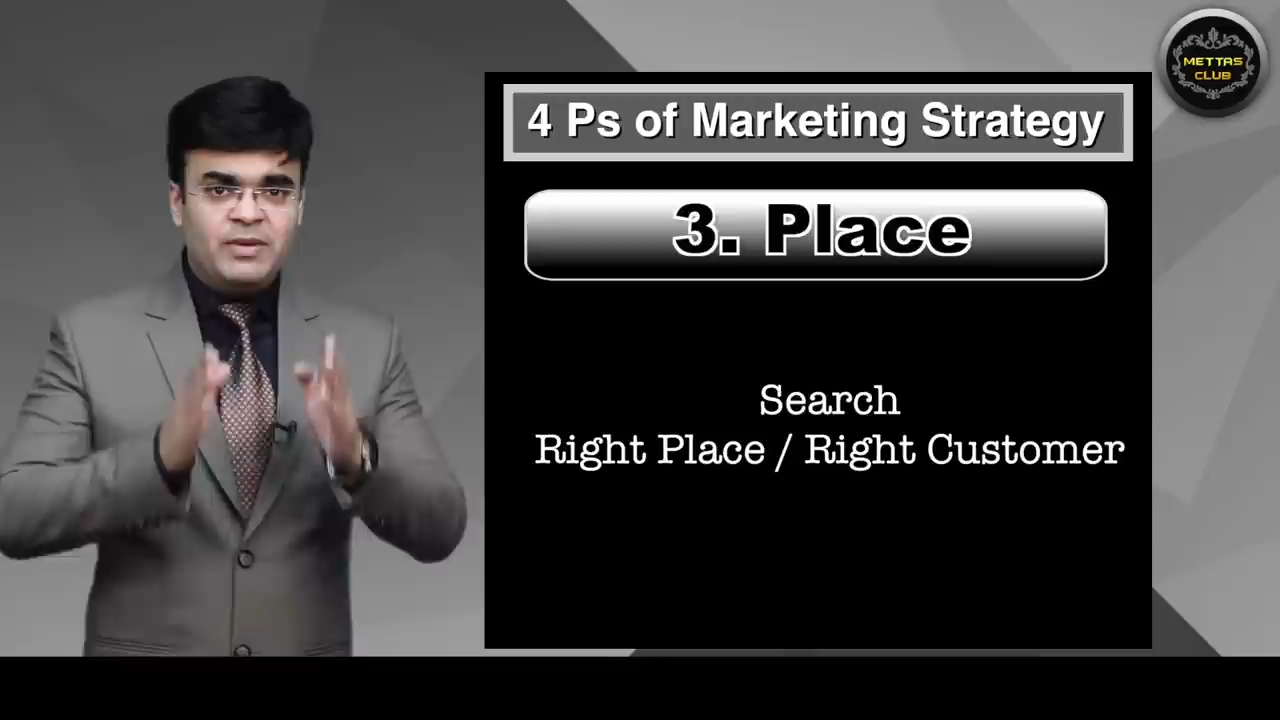 METTAS
CLUB
4 Ps of Marketing Strategy
3. Place
Search
Right Place / Right Customer